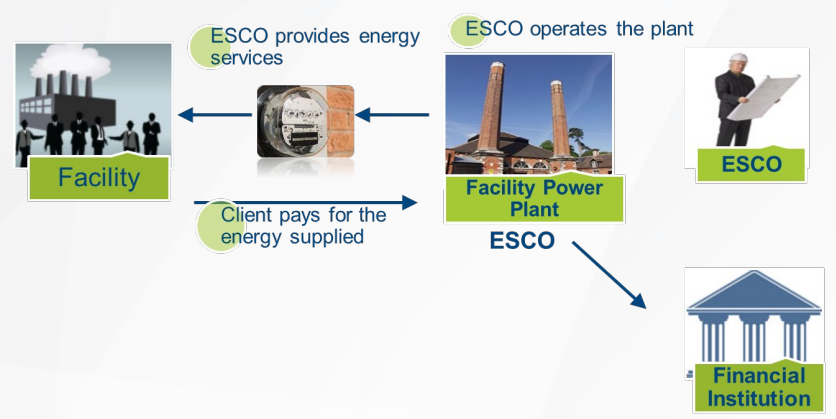 ESCO provides energy
services
ESCO operates the plant
Facility
ESCO
Facility Power
Plant
Client pays for the
energy supplied
ESCO
Financial
Institution